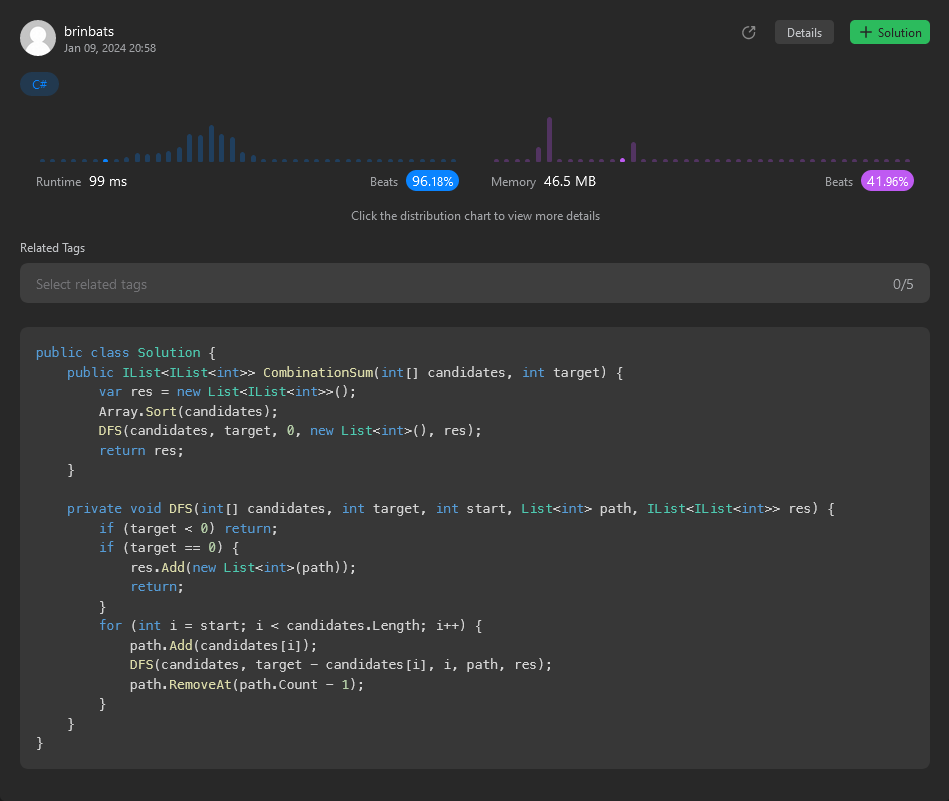 brinbats
Jan 09, 2024 20:58
Details
+ Solution
C#
Runtime 99 ms
Beats 96.18%
Memory 46.5 MB
Beats 41.96%
Click the distribution chart to view more details
Related Tags
Select related tags 0/5
public class Solution {
    public IList<IList<int>> CombinationSum(int[] candidates, int target) {
        var res = new List<IList<int>>();
        Array.Sort(candidates);
        DFS(candidates, target, 0, new List<int>(), res);
        return res;
    }

    private void DFS(int[] candidates, int target, int start, List<int> path, IList<IList<int>> res) {
        if (target < 0) return;
        if (target == 0) {
            res.Add(new List<int>(path));
            return;
        }
        for (int i = start; i < candidates.Length; i++) {
            path.Add(candidates[i]);
            DFS(candidates, target - candidates[i], i, path, res);
            path.RemoveAt(path.Count - 1);
        }
    }
}